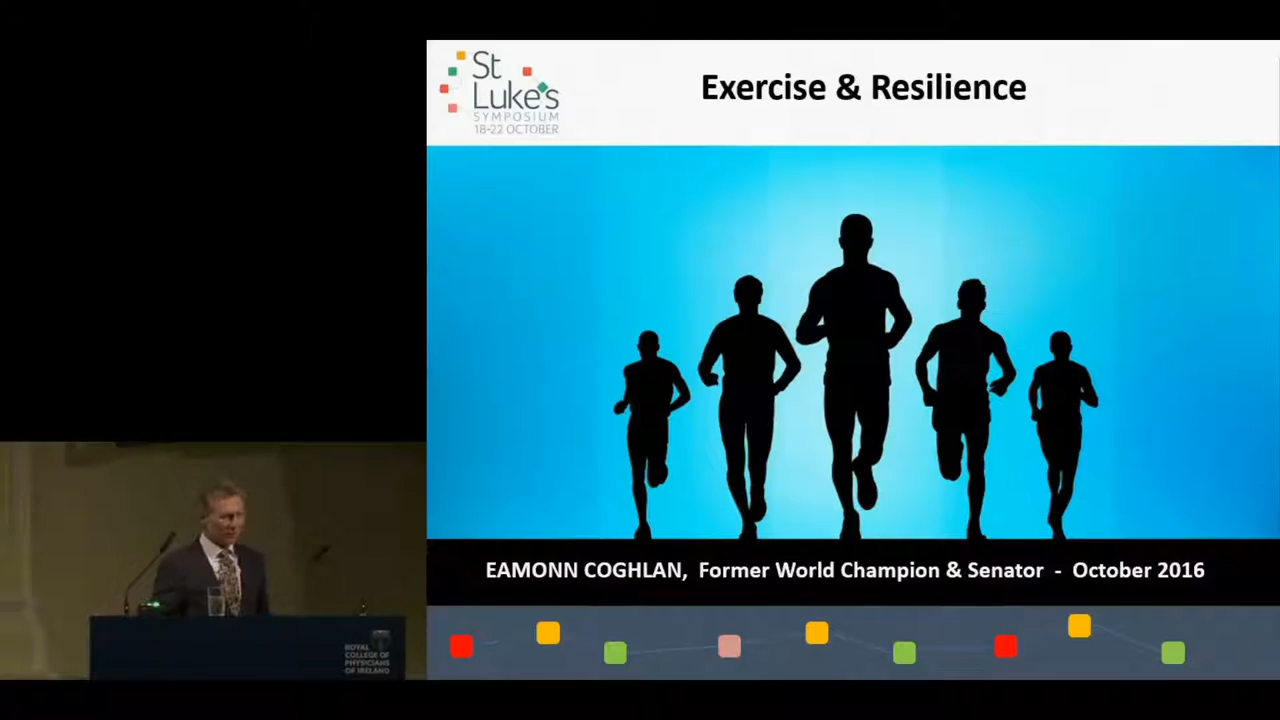 St
Luke's
SYMPOSIUM
18-22 OCTOBER
Exercise & Resilience
EAMONN COGHLAN, Former World Champion & Senator - October 2016
ROYAL
COLLEGE OF
PHYSICIANS
OF IRELAND